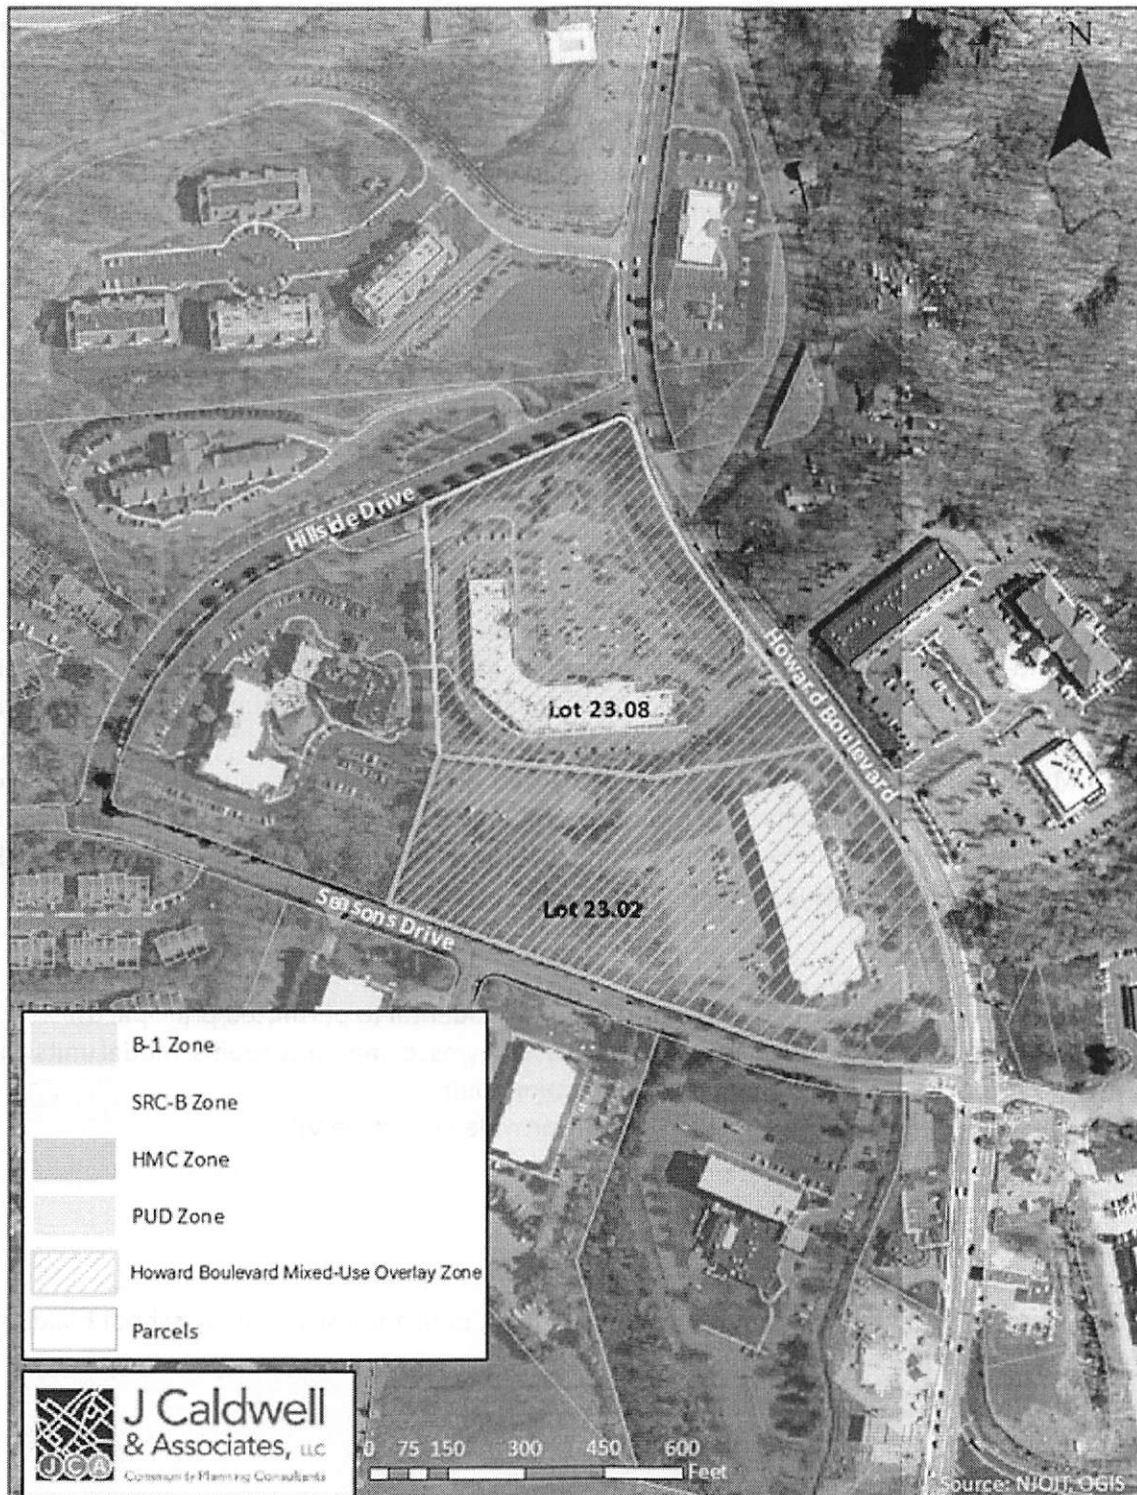 N
Hillside Drive
Howard Boulevard
Lot 23.08
Lot 23.02
Seasons Drive
B-1 Zone
SRC-B Zone
HMC Zone
PUD Zone
Howard Boulevard Mixed-Use Overlay Zone
Parcels
J Caldwell
& Associates, LLC
JCA
Community Planning Consultants
0 75 150 300 450 600
Feet
Source: NJOIT, OGIS